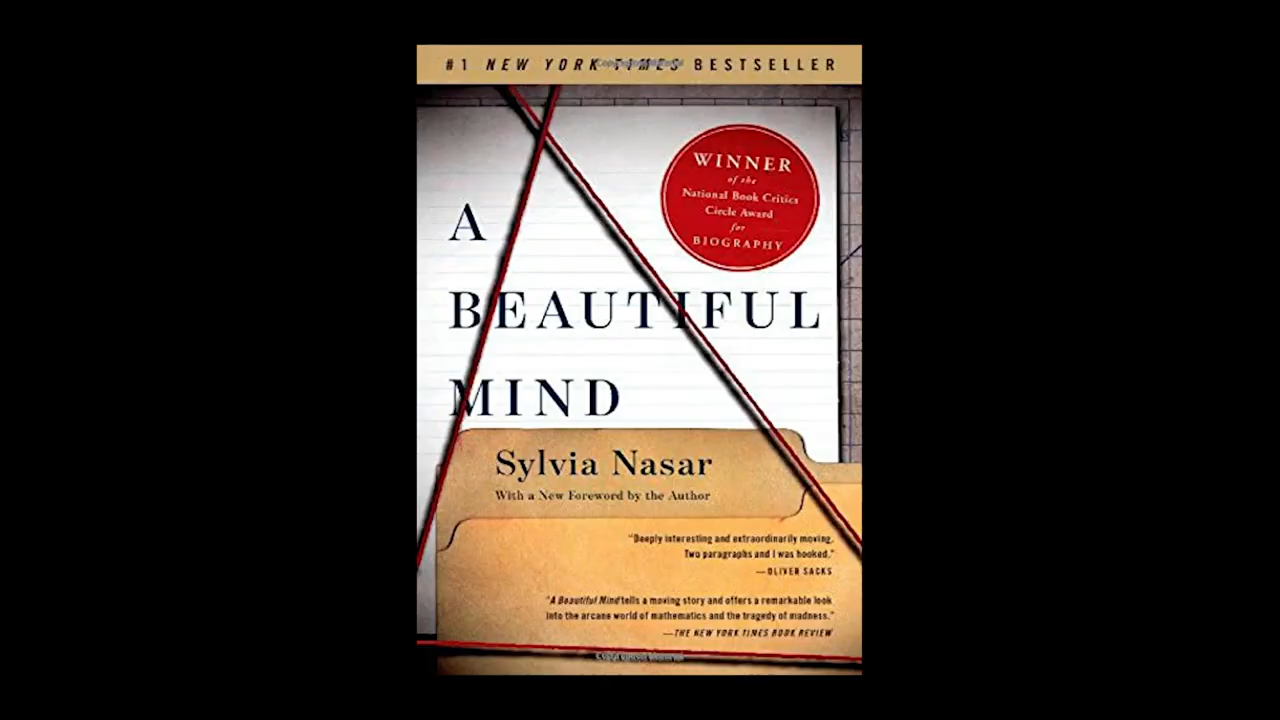 #1 NEW YORK TIMES BESTSELLER
WINNER
of the
National Book Critics
Circle Award
for
BIOGRAPHY
A
BEAUTIFUL
MIND
Sylvia Nasar
With a New Foreword by the Author
"Deeply interesting and extraordinarily moving.
Two paragraphs and I was hooked."
—OLIVER SACKS
"A Beautiful Mind tells a moving story and offers a remarkable look
into the arcane world of mathematics and the tragedy of madness."
—THE NEW YORK TIMES BOOK REVIEW
Copyrighted Material